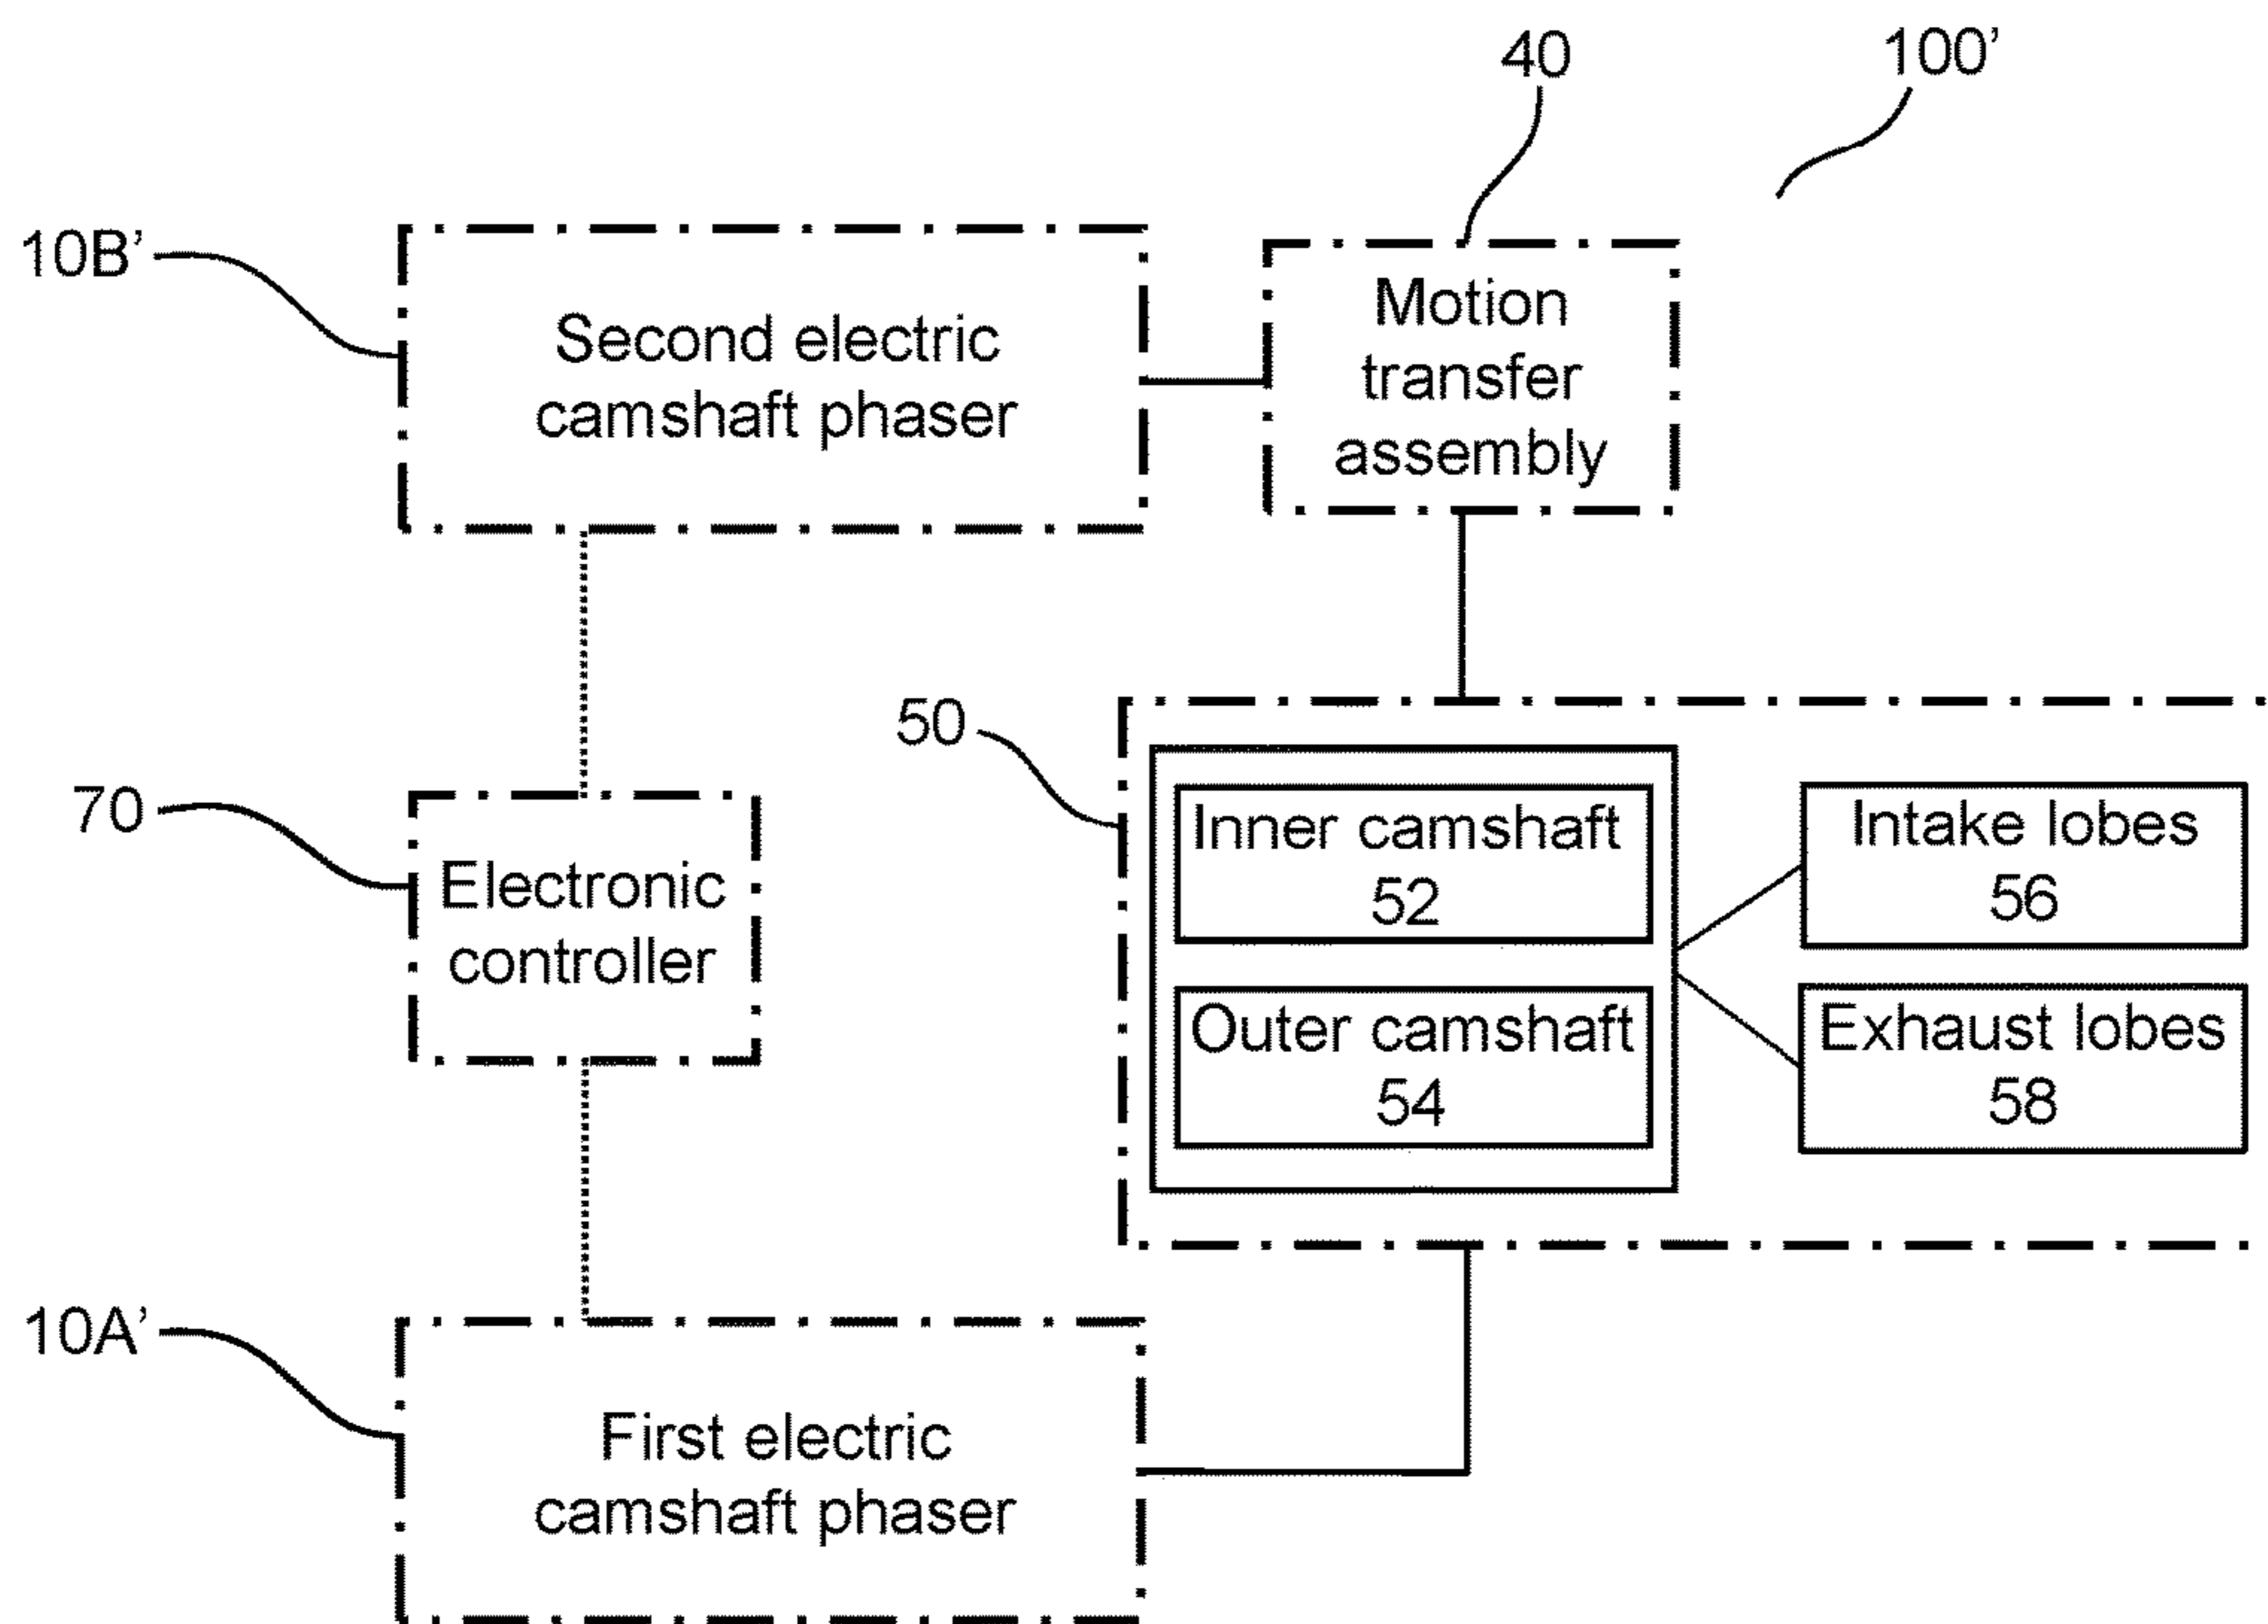 40
100’
10B’
Second electric
camshaft phaser
Motion
transfer
assembly
50
70
Electronic
controller
Inner camshaft
52
Outer camshaft
54
Intake lobes
56
Exhaust lobes
58
10A’
First electric
camshaft phaser